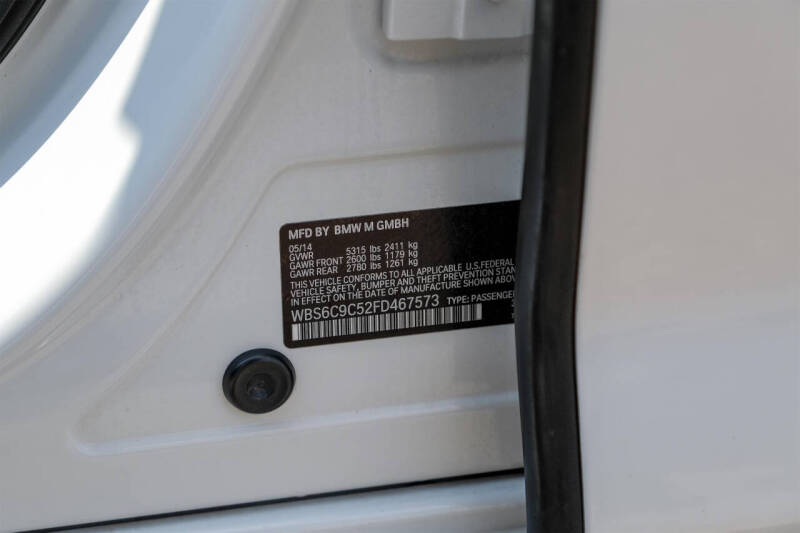 MFD BY BMW M GMBH
05/14
GVWR 5315 lbs 2411 kg
GAWR FRONT 2600 lbs 1179 kg
GAWR REAR 2780 lbs 1261 kg
THIS VEHICLE CONFORMS TO ALL APPLICABLE U.S. FEDERAL
VEHICLE SAFETY, BUMPER AND THEFT PREVENTION STAN
IN EFFECT ON THE DATE OF MANUFACTURE SHOWN ABOV
WBS6C9C52FD467573 TYPE: PASSENGER